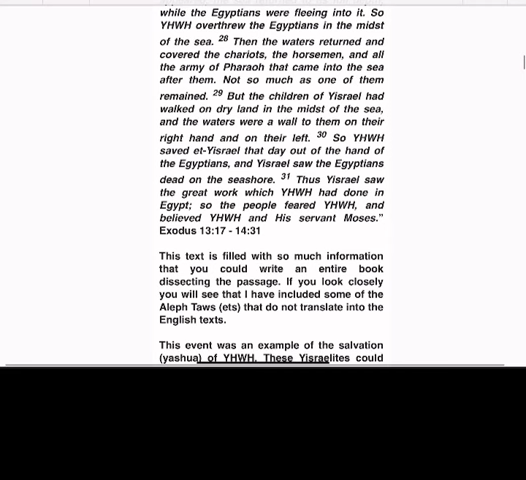 while the Egyptians were fleeing into it. So
YHWH overthrew the Egyptians in the midst
of the sea. 28 Then the waters returned and
covered the chariots, the horsemen, and all
the army of Pharaoh that came into the sea
after them. Not so much as one of them
remained. 29 But the children of Yisrael had
walked on dry land in the midst of the sea,
and the waters were a wall to them on their
right hand and on their left. 30 So YHWH
saved et-Yisrael that day out of the hand of
the Egyptians, and Yisrael saw the Egyptians
dead on the seashore. 31 Thus Yisrael saw
the great work which YHWH had done in
Egypt; so the people feared YHWH, and
believed YHWH and His servant Moses.”
Exodus 13:17 - 14:31
This text is filled with so much information
that you could write an entire book
dissecting the passage. If you look closely
you will see that I have included some of the
Aleph Taws (ets) that do not translate into the
English texts.
This event was an example of the salvation
(yashua) of YHWH. These Yisraelites could